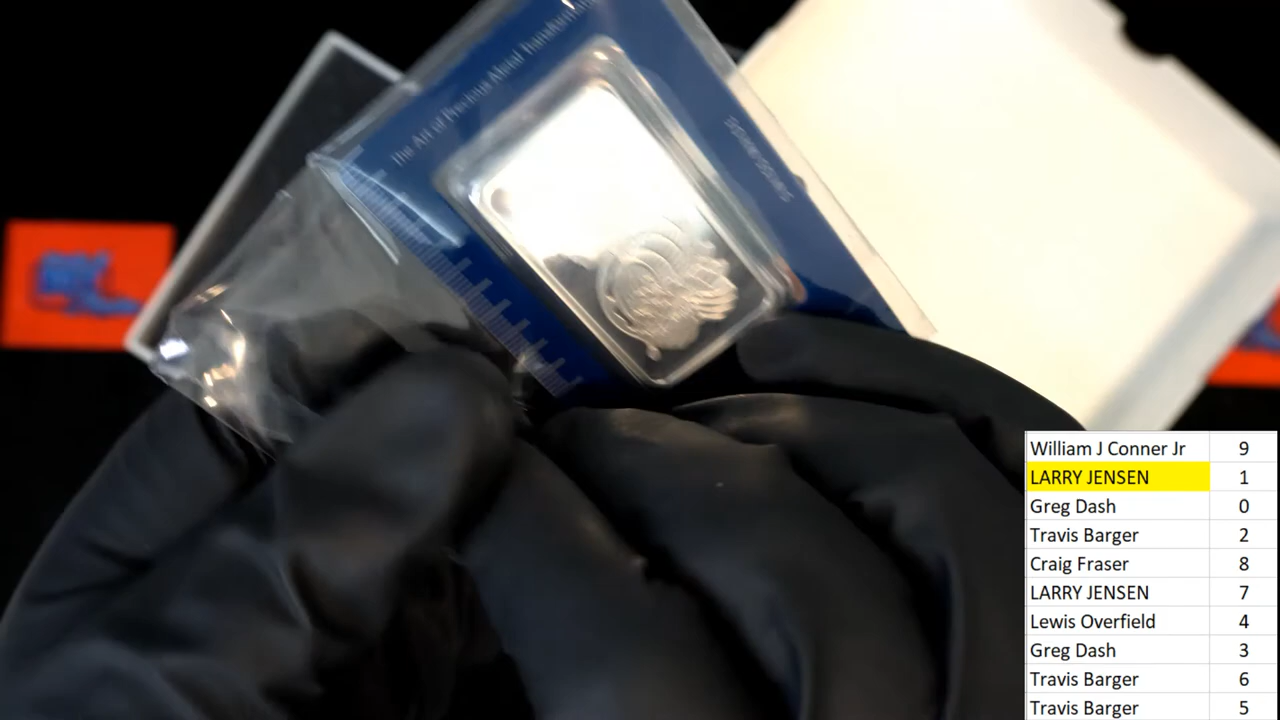 The Art of Precious Metal
William J Conner Jr 9
LARRY JENSEN 1
Greg Dash 0
Travis Barger 2
Craig Fraser 8
LARRY JENSEN 7
Lewis Overfield 4
Greg Dash 3
Travis Barger 6
Travis Barger 5